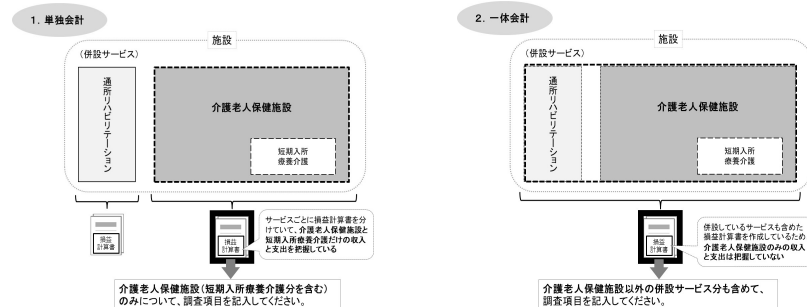 1. 単独会計
施設
（併設サービス）
通所リハビリテーション
介護老人保健施設
短期入所
療養介護
損益
計算書
損益
計算書
サービスごとに損益計算書を分
けていて、介護老人保健施設と
短期入所療養介護だけの収入
と支出を把握している
介護老人保健施設（短期入所療養介護分を含む）
のみについて、調査項目を記入してください。
2. 一体会計
施設
（併設サービス）
通所リハビリテーション
介護老人保健施設
短期入所
療養介護
損益
計算書
併設しているサービスも含めた
損益計算書を作成しているため
介護老人保健施設のみの収入
と支出は把握していない
介護老人保健施設以外の併設サービス分も含めて、
調査項目を記入してください。